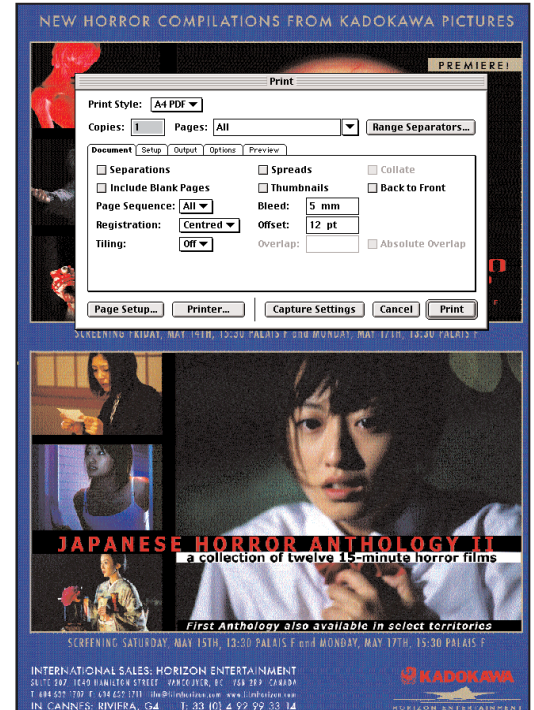 NEW HORROR COMPILATIONS FROM KADOKAWA PICTURES
PREMIERE!
Print
Print Style: A4 PDF
Copies: 1 Pages: All Range Separators...
Document Setup Output Options Preview
Separations Spreads Collate
Include Blank Pages Thumbnails Back to Front
Page Sequence: All Bleed: 5 mm
Registration: Centred Offset: 12 pt
Tiling: Off Overlap: Absolute Overlap
Page Setup... Printer... Capture Settings Cancel Print
SCREENING FRIDAY, MAY 14TH, 15:30 PALAIS F and MONDAY, MAY 17TH, 13:30 PALAIS F
JAPANESE HORROR ANTHOLOGY II
a collection of twelve 15-minute horror films
First Anthology also available in select territories
SCREENING SATURDAY, MAY 15TH, 13:30 PALAIS F and MONDAY, MAY 17TH, 15:30 PALAIS F
INTERNATIONAL SALES: HORIZON ENTERTAINMENT
SUITE 507, 1040 HAMILTON STREET VANCOUVER, BC V6B 2R9 CANADA
KADOKAWA
IN CANNES: RIVIERA, G4 T: 33 (0) 4 92 99 33 14
HORIZON ENTERTAINMENT